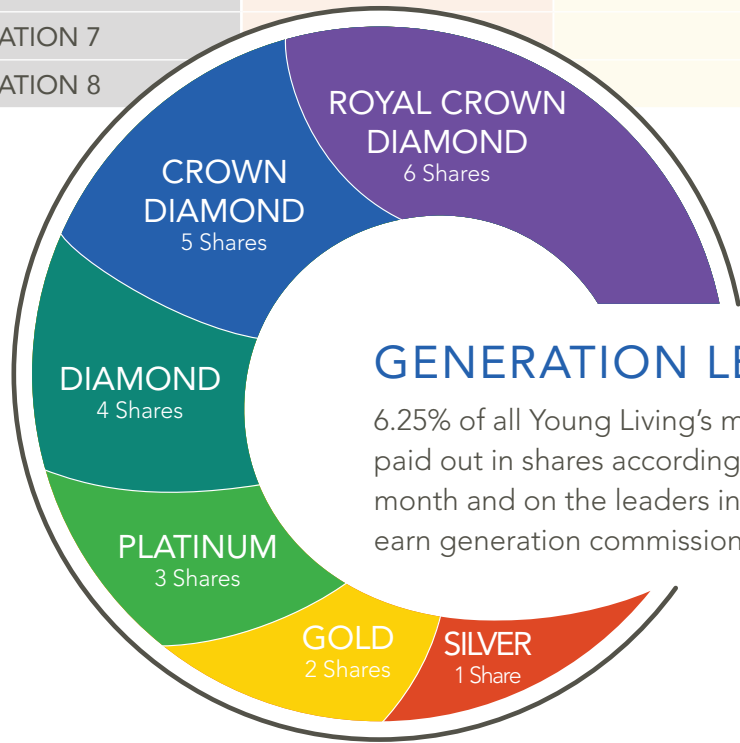 ATION 7
ATION 8
ROYAL CROWN
DIAMOND
6 Shares
CROWN
DIAMOND
5 Shares
DIAMOND
4 Shares
PLATINUM
3 Shares
GOLD
2 Shares
SILVER
1 Share
GENERATION LE
6.25% of all Young Living's m
paid out in shares according
month and on the leaders in
earn generation commission